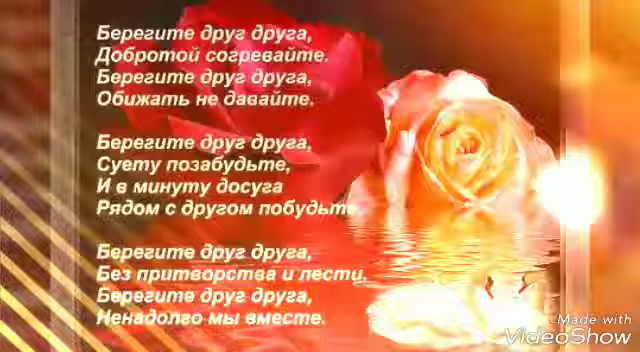 Берегите друг друга,
Добротой согревайте.
Берегите друг друга,
Обижать не давайте.
Берегите друг друга,
Суету позабудьте,
И в минуту досуга
Рядом с другом побудьте.
Берегите друг друга,
Без притворства и лести.
Берегите друг друга,
Ненадолго мы вместе.
Made with
VideoShow